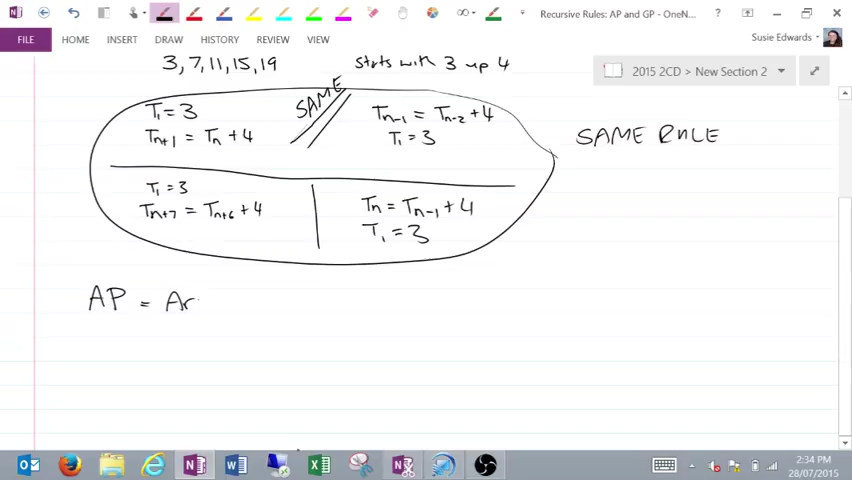 Recursive Rules: AP and GP - OneN...
Susie Edwards
FILE HOME INSERT DRAW HISTORY REVIEW VIEW
2015 2CD > New Section 2
3, 7, 11, 15, 19 starts with 3 up 4
SAME
T₁ = 3
Tn+1 = Tn + 4
Tn-1 = Tn-2 + 4
T₁ = 3
SAME RULE
T₁ = 3
Tn+7 = Tn+6 + 4
Tn = Tn-1 + 4
T₁ = 3
AP = Ar
2:34 PM
28/07/2015